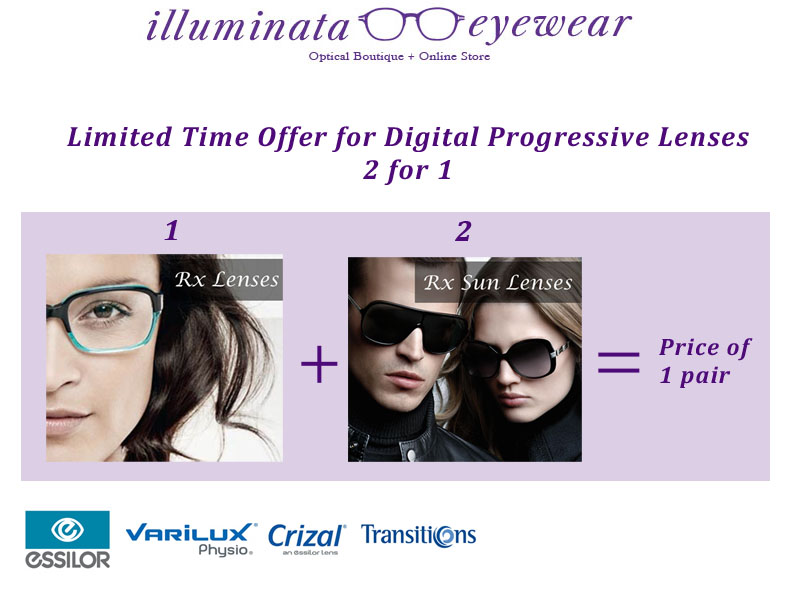 illuminata eyewear
Optical Boutique + Online Store
Limited Time Offer for Digital Progressive Lenses
2 for 1
1
2
Rx Lenses
Rx Sun Lenses
+
=
Price of
1 pair
essilor
VARILUX®
Physio®
Crizal®
an essilor lens
Transitions